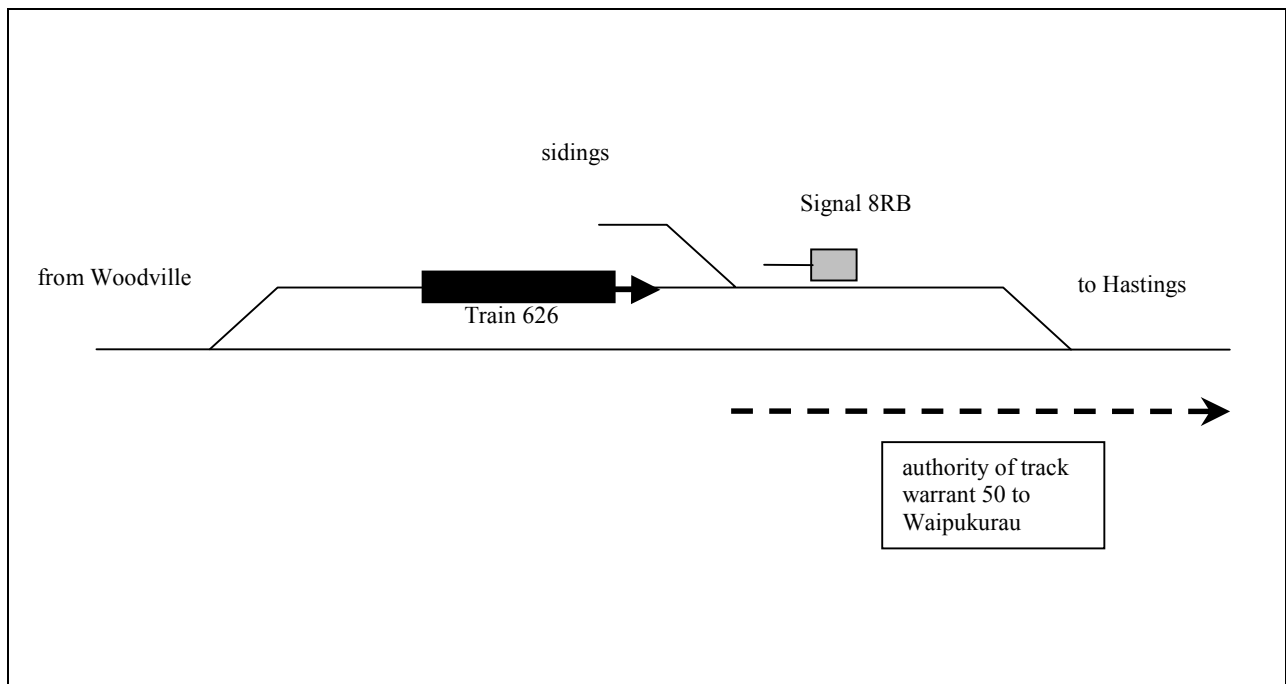 sidings
Signal 8RB
from Woodville
Train 626
to Hastings
authority of track
warrant 50 to
Waipukurau